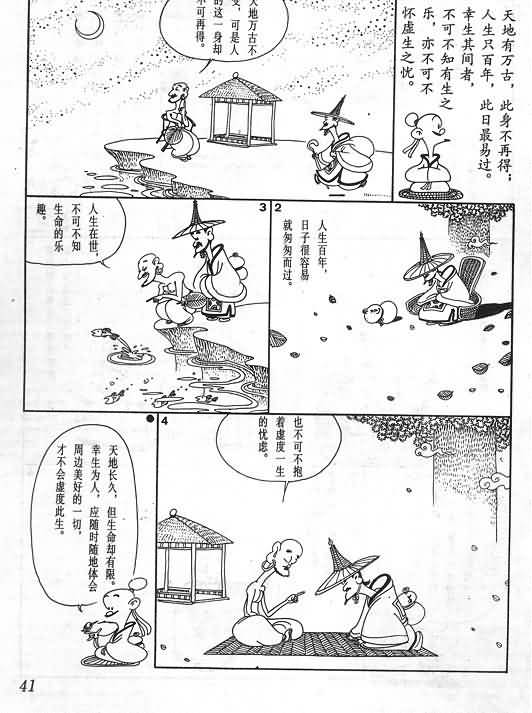 天地有万古，此身不再得；
人生只百年，此日最易过。
幸生其间者，
不可不知有生之
乐，亦不可不
怀虚生之忧。
天地万古不
变，可是人
的这一身却
不可再得。
2
人生百年，
日子很容易
就匆匆而过。
3
人生在世，
不可不知
生命的乐
趣。
4
也不可不抱
着虚度一生
的忧虑。
天地长久，但生命却有限。
幸生为人，应随时随地体会
周边美好的一切，
才不会虚度此生。
41